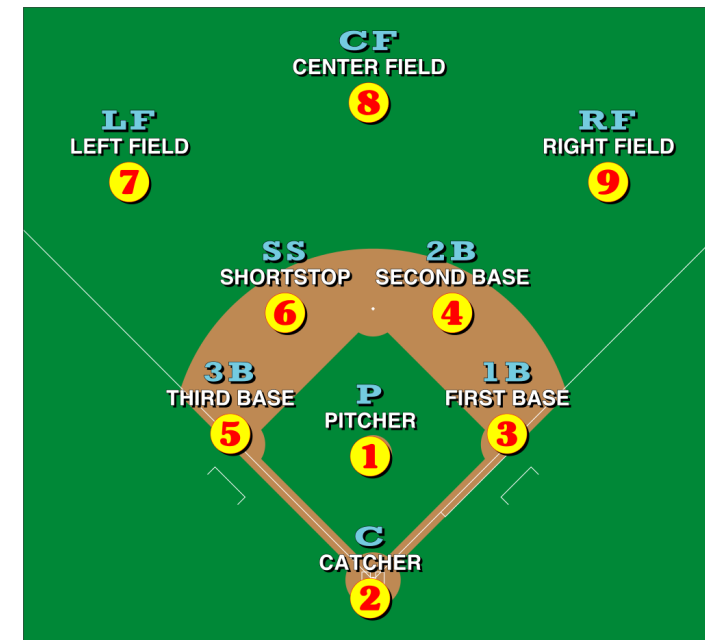 CF
CENTER FIELD
8
LF
LEFT FIELD
7
RF
RIGHT FIELD
9
SS
SHORTSTOP
6
2B
SECOND BASE
4
3B
THIRD BASE
5
P
PITCHER
1
1B
FIRST BASE
3
C
CATCHER
2